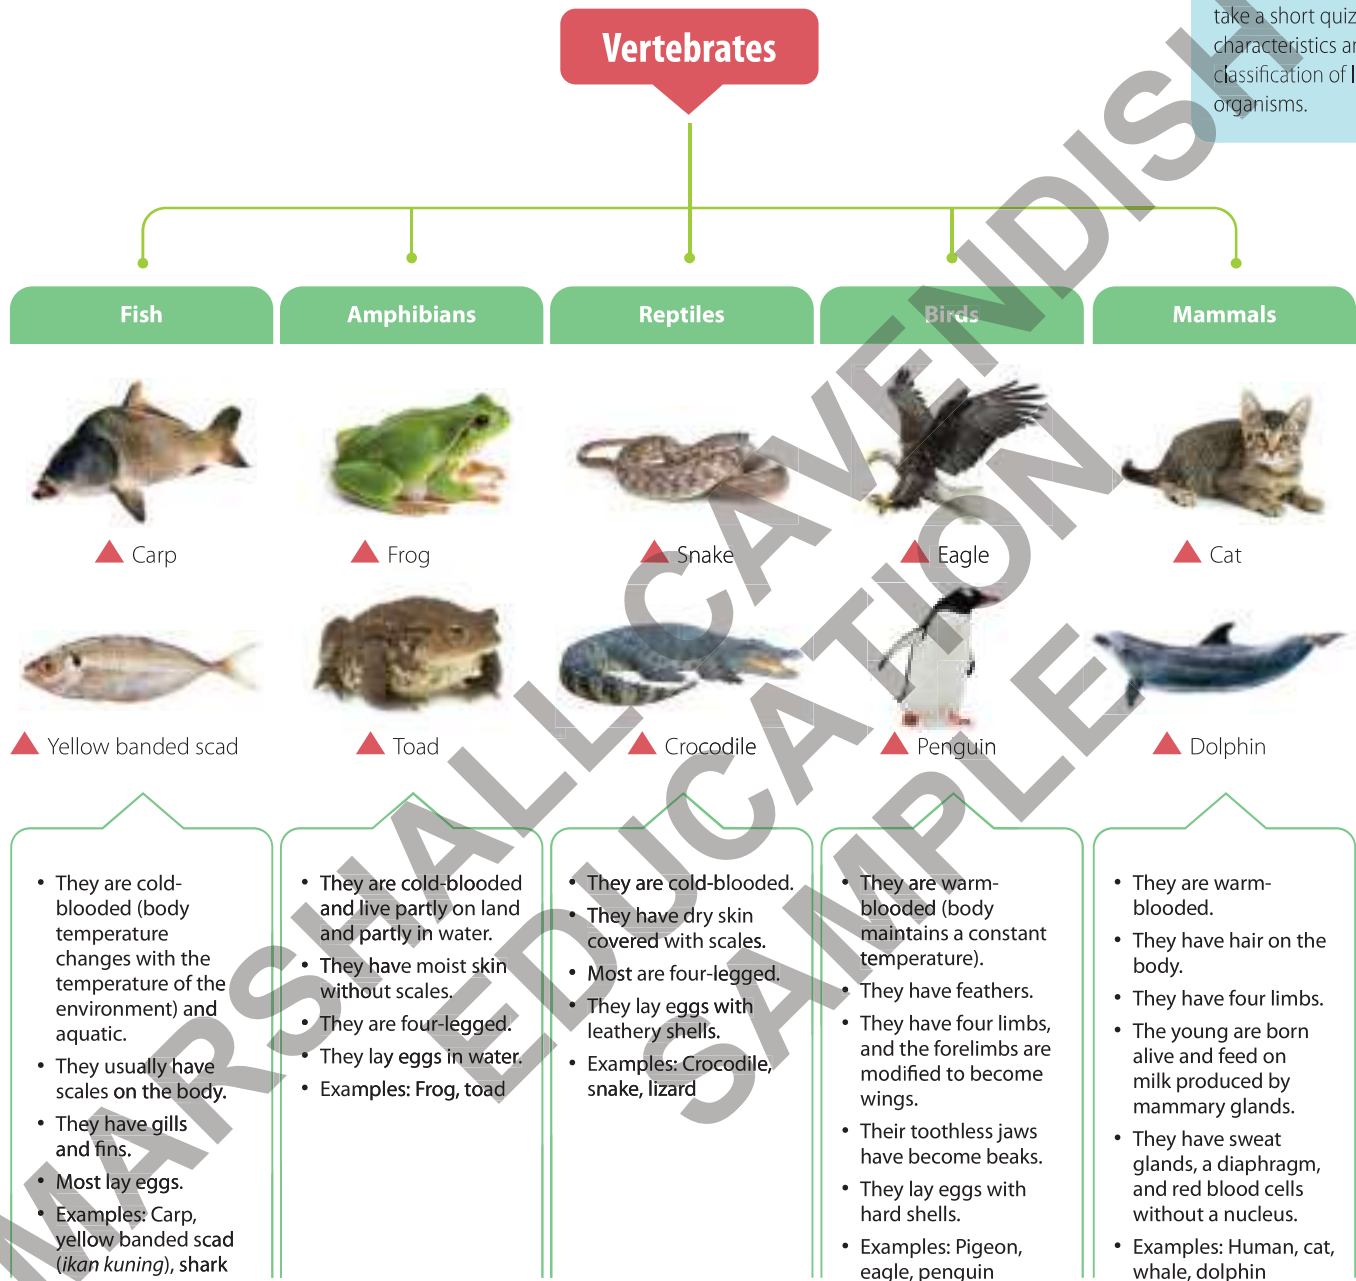 Vertebrates
take a short quiz
characteristics a
classification of l
organisms.
Fish
Amphibians
Reptiles
Birds
Mammals
Carp
Frog
Snake
Eagle
Cat
Yellow banded scad
Toad
Crocodile
Penguin
Dolphin
• They are cold-
blooded (body
temperature
changes with the
temperature of the
environment) and
aquatic.
• They usually have
scales on the body.
• They have gills
and fins.
• Most lay eggs.
• Examples: Carp,
yellow banded scad
(ikan kuning), shark
• They are cold-blooded
and live partly on land
and partly in water.
• They have moist skin
without scales.
• They are four-legged.
• They lay eggs in water.
• Examples: Frog, toad
• They are cold-blooded.
• They have dry skin
covered with scales.
• Most are four-legged.
• They lay eggs with
leathery shells.
• Examples: Crocodile,
snake, lizard
• They are warm-
blooded (body
maintains a constant
temperature).
• They have feathers.
• They have four limbs,
and the forelimbs are
modified to become
wings.
• Their toothless jaws
have become beaks.
• They lay eggs with
hard shells.
• Examples: Pigeon,
eagle, penguin
• They are warm-
blooded.
• They have hair on the
body.
• They have four limbs.
• The young are born
alive and feed on
milk produced by
mammary glands.
• They have sweat
glands, a diaphragm,
and red blood cells
without a nucleus.
• Examples: Human, cat,
whale, dolphin
MARSHALL CAVENDISH
EDUCATION
SAMPLE